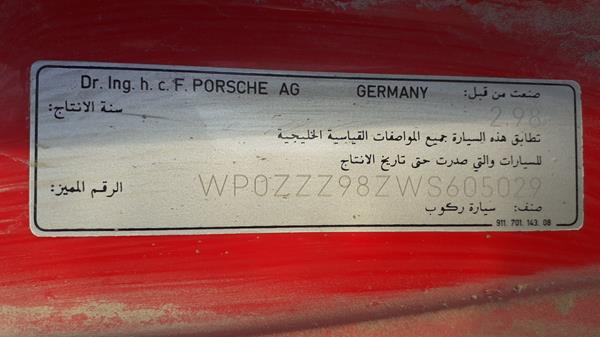 Dr. Ing. h. c. F. PORSCHE AG GERMANY صنعت من قبل:
سنة الانتاج: 2.98
تطابق هذه السيارة جميع المواصفات القياسية الخليجية
للسيارات والتي صدرت حتى تاريخ الانتاج
الرقم المميز: WP0ZZZ98ZWS605029
صنف: سيارة ركوب
911. 701. 143. 08